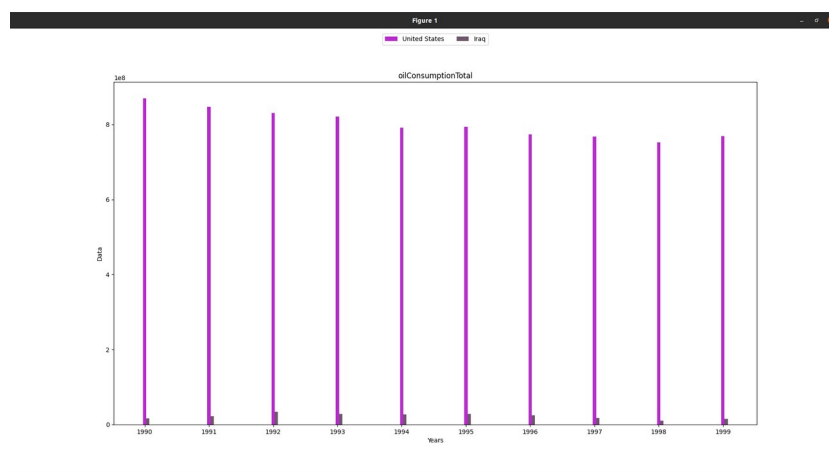 Figure 1
United States Iraq
oilConsumptionTotal
1e8
8
6
4
2
0
Data
1990 1991 1992 1993 1994 1995 1996 1997 1998 1999
Years